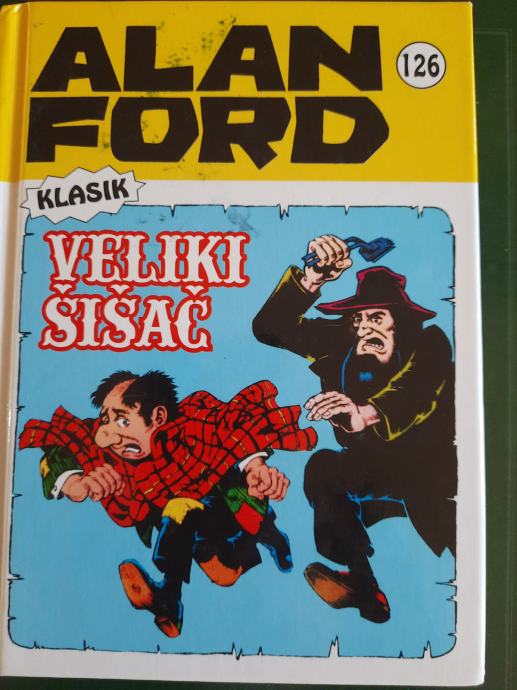 ALAN
FORD
126
KLASIK
VELIKI
ŠIŠAČ